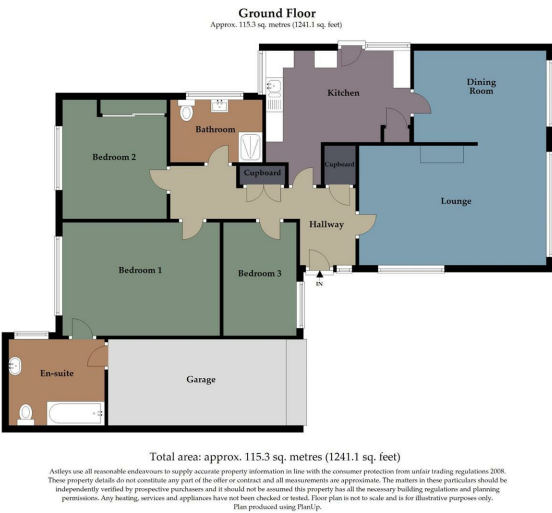 Ground Floor
Approx. 115.3 sq. metres (1241.1 sq. feet)
Kitchen
Dining
Room
Bathroom
Bedroom 2
Cupboard
Cupboard
Lounge
Hallway
Bedroom 1
Bedroom 3
IN
En-suite
Garage
Total area: approx. 115.3 sq. metres (1241.1 sq. feet)
Astleys use all reasonable endeavours to supply accurate property information in line with the consumer protection from unfair trading regulations 2008.
These property details do not constitute any part of the offer or contract and all measurements are approximate. The matters in these particulars should be
independently verified by prospective purchasers and it should not be assumed this property has all the necessary building regulations and planning
permissions. Any heating, services and appliances have not been checked or tested. Floor plan is not to scale and is for illustrative purposes only.
Plan produced using PlanUp.